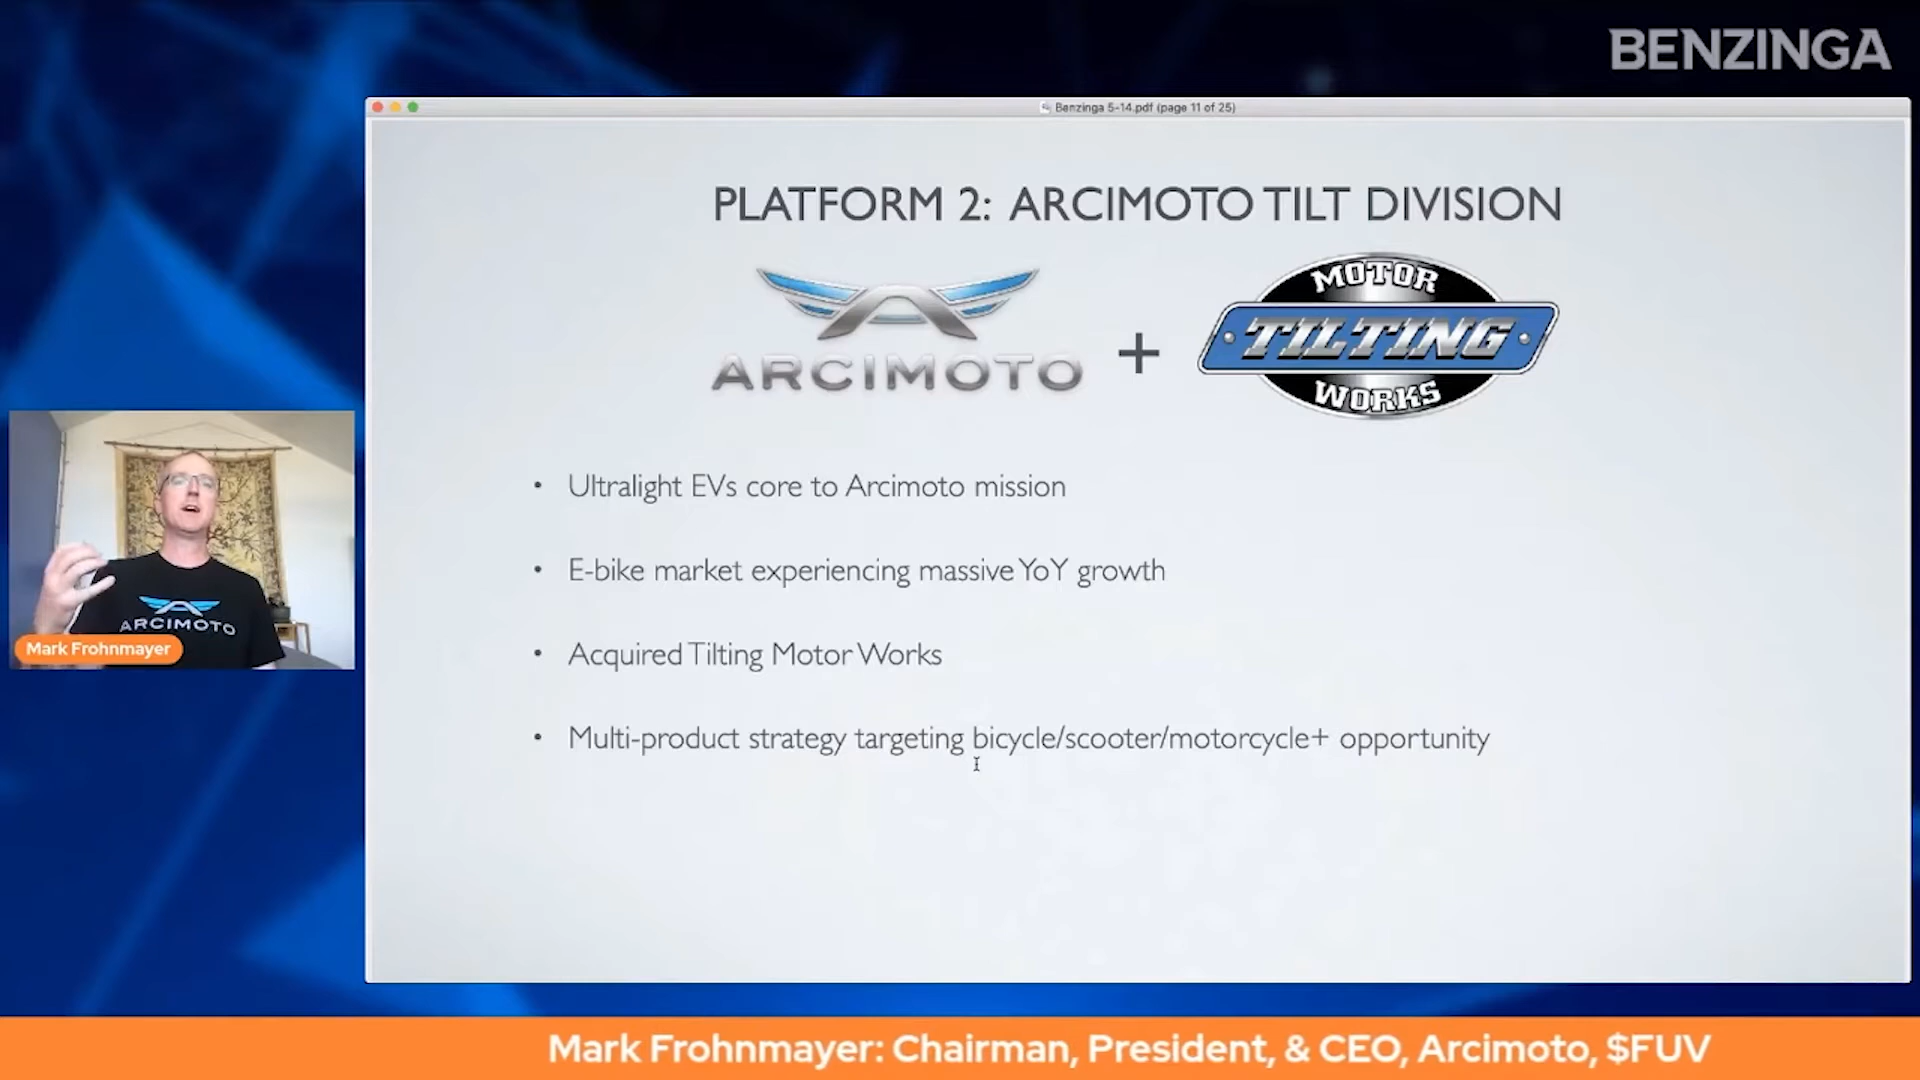 BENZINGA
Benzinga 5-14.pdf (page 11 of 25)
PLATFORM 2: ARCIMOTO TILT DIVISION
ARCIMOTO
+
MOTOR
TILTING
WORKS
• Ultralight EVs core to Arcimoto mission
• E-bike market experiencing massive YoY growth
• Acquired Tilting Motor Works
• Multi-product strategy targeting bicycle/scooter/motorcycle+ opportunity
ARCIMOTO
Mark Frohnmayer
Mark Frohnmayer: Chairman, President, & CEO, Arcimoto, $FUV